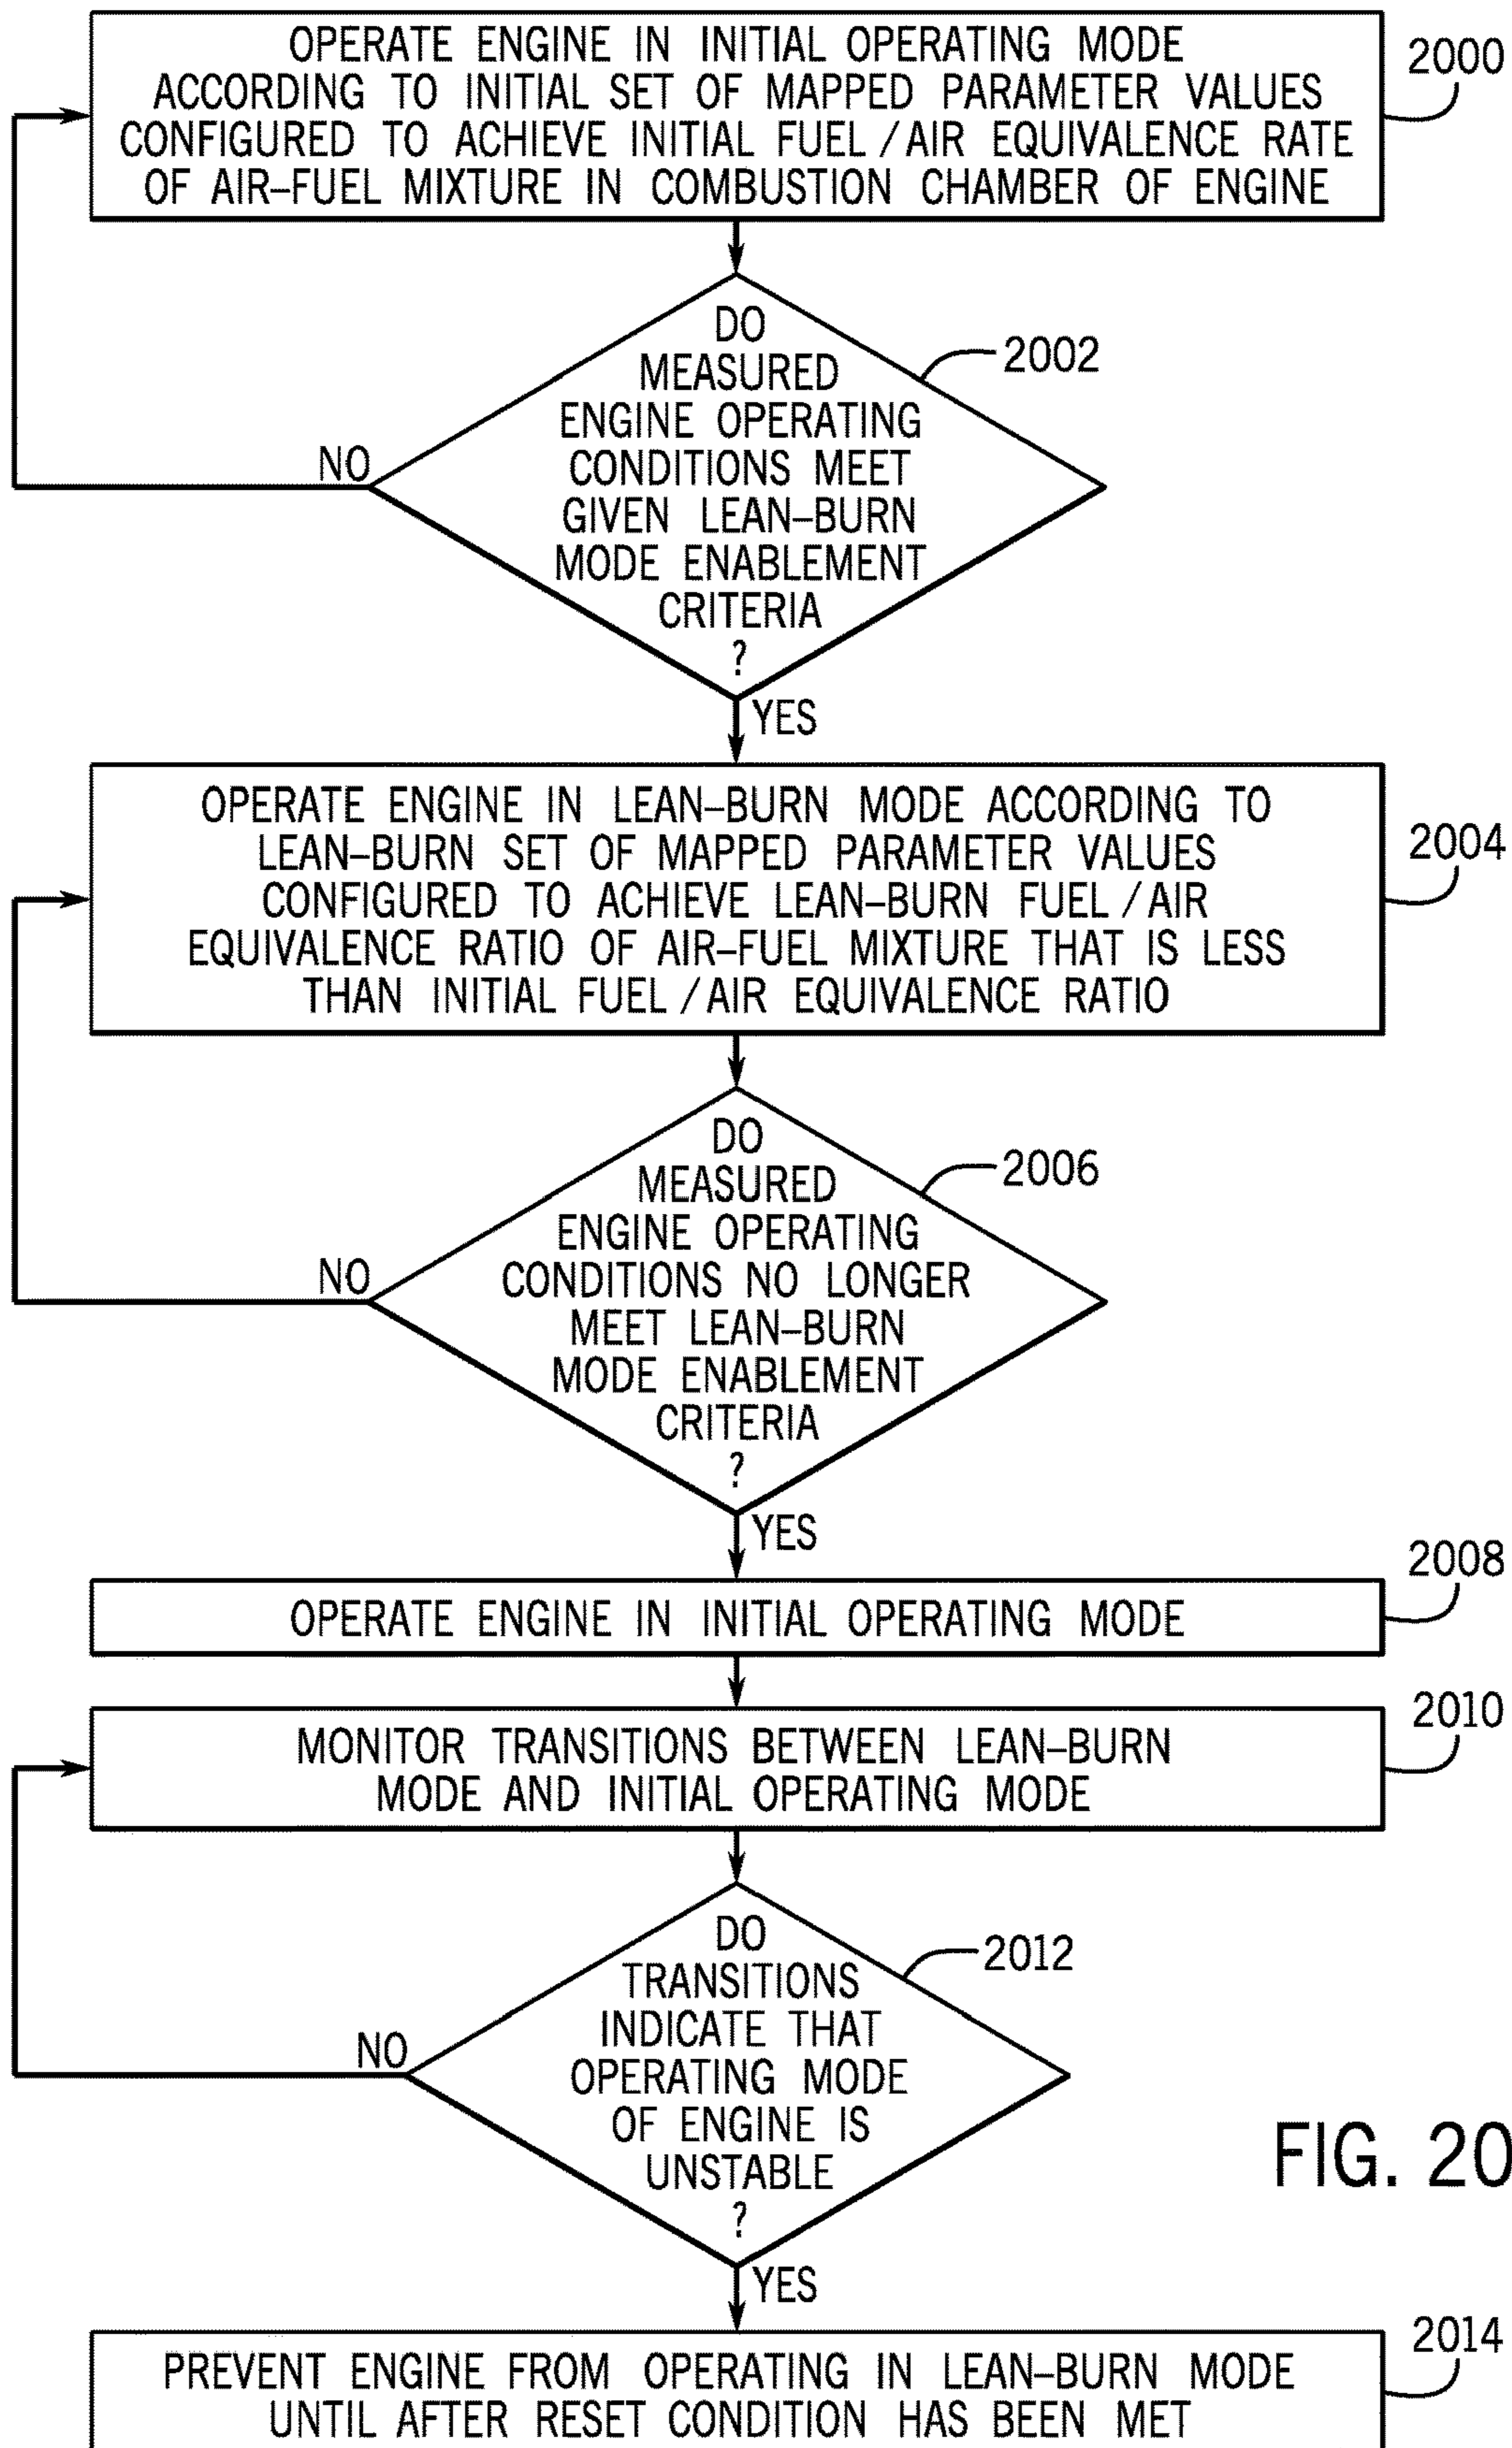 OPERATE ENGINE IN INITIAL OPERATING MODE
ACCORDING TO INITIAL SET OF MAPPED PARAMETER VALUES
CONFIGURED TO ACHIEVE INITIAL FUEL/AIR EQUIVALENCE RATE
OF AIR–FUEL MIXTURE IN COMBUSTION CHAMBER OF ENGINE
2000
DO
MEASURED
ENGINE OPERATING
CONDITIONS MEET
GIVEN LEAN–BURN
MODE ENABLEMENT
CRITERIA
?
2002
NO
YES
OPERATE ENGINE IN LEAN–BURN MODE ACCORDING TO
LEAN–BURN SET OF MAPPED PARAMETER VALUES
CONFIGURED TO ACHIEVE LEAN–BURN FUEL/AIR
EQUIVALENCE RATIO OF AIR–FUEL MIXTURE THAT IS LESS
THAN INITIAL FUEL/AIR EQUIVALENCE RATIO
2004
DO
MEASURED
ENGINE OPERATING
CONDITIONS NO LONGER
MEET LEAN–BURN
MODE ENABLEMENT
CRITERIA
?
2006
NO
YES
OPERATE ENGINE IN INITIAL OPERATING MODE
2008
MONITOR TRANSITIONS BETWEEN LEAN–BURN
MODE AND INITIAL OPERATING MODE
2010
DO
TRANSITIONS
INDICATE THAT
OPERATING MODE
OF ENGINE IS
UNSTABLE
?
2012
NO
YES
FIG. 20
PREVENT ENGINE FROM OPERATING IN LEAN–BURN MODE
UNTIL AFTER RESET CONDITION HAS BEEN MET
2014